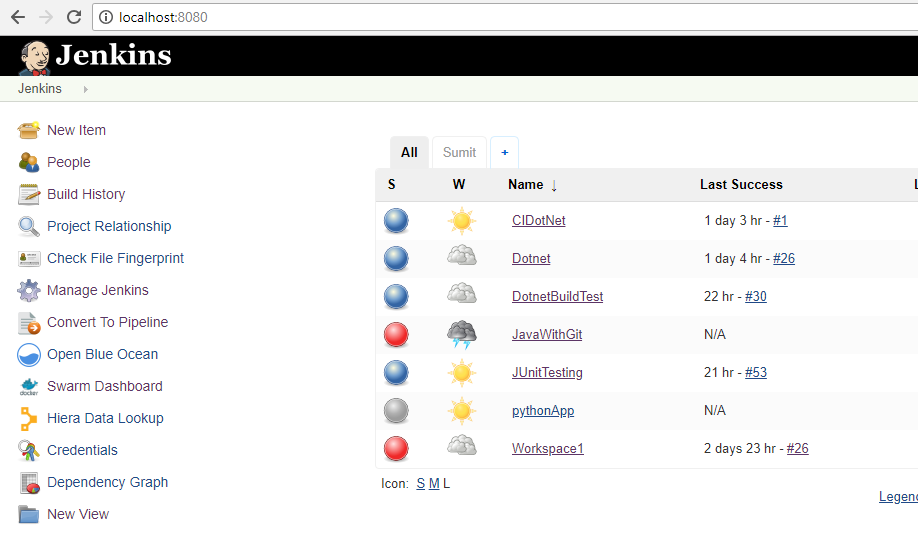 localhost:8080
Jenkins
Jenkins
New Item
People
Build History
Project Relationship
Check File Fingerprint
Manage Jenkins
Convert To Pipeline
Open Blue Ocean
docker Swarm Dashboard
Hiera Data Lookup
Credentials
Dependency Graph
New View
All Sumit +
S W Name ↓ Last Success L
CIDotNet 1 day 3 hr - #1
Dotnet 1 day 4 hr - #26
DotnetBuildTest 22 hr - #30
JavaWithGit N/A
JUnitTesting 21 hr - #53
pythonApp N/A
Workspace1 2 days 23 hr - #26
Icon: S M L
Legend